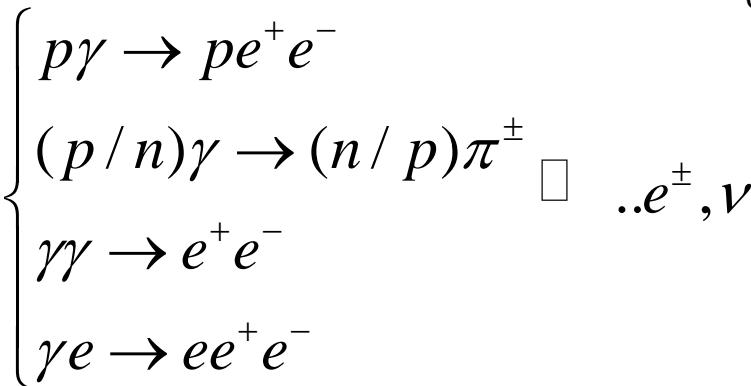 pγ → pe⁺e⁻
(p/n)γ → (n/p)π± □ ..e±,ν
γγ → e⁺e⁻
γe → ee⁺e⁻